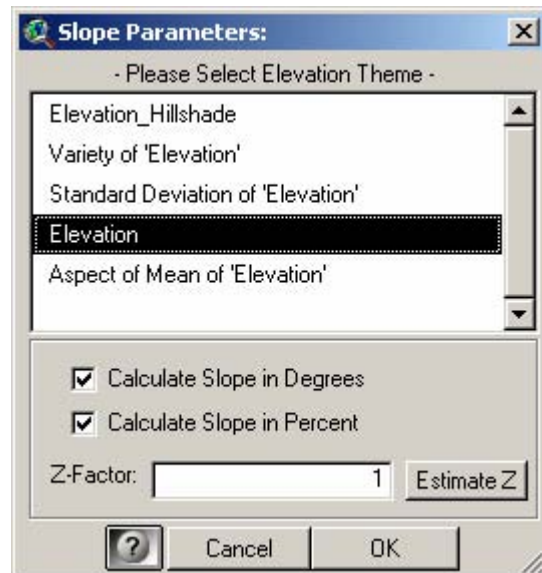 Slope Parameters:
- Please Select Elevation Theme -
Elevation_Hillshade
Variety of 'Elevation'
Standard Deviation of 'Elevation'
Elevation
Aspect of Mean of 'Elevation'
Calculate Slope in Degrees
Calculate Slope in Percent
Z-Factor: 1 Estimate Z
? Cancel OK